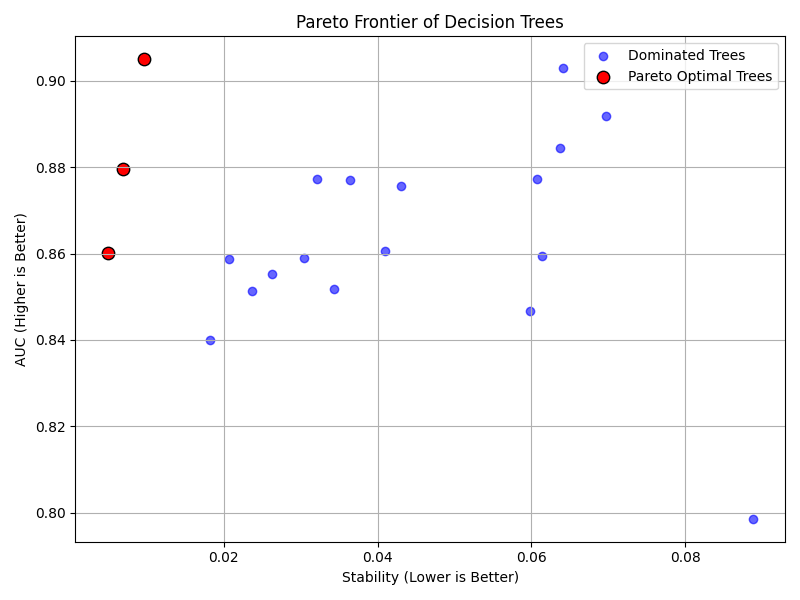 Pareto Frontier of Decision Trees
Dominated Trees
Pareto Optimal Trees
0.90
0.88
0.86
0.84
0.82
0.80
AUC (Higher is Better)
0.02 0.04 0.06 0.08
Stability (Lower is Better)